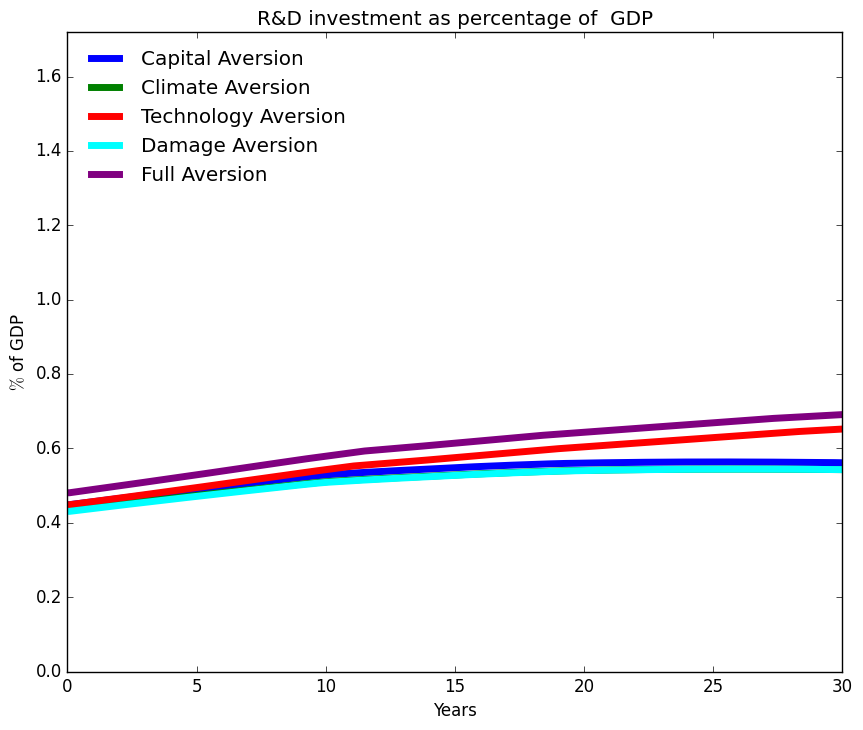 R&D investment as percentage of  GDP
Capital Aversion
Climate Aversion
Technology Aversion
Damage Aversion
Full Aversion
% of GDP
1.6
1.4
1.2
1.0
0.8
0.6
0.4
0.2
0.0
0 5 10 15 20 25 30
Years